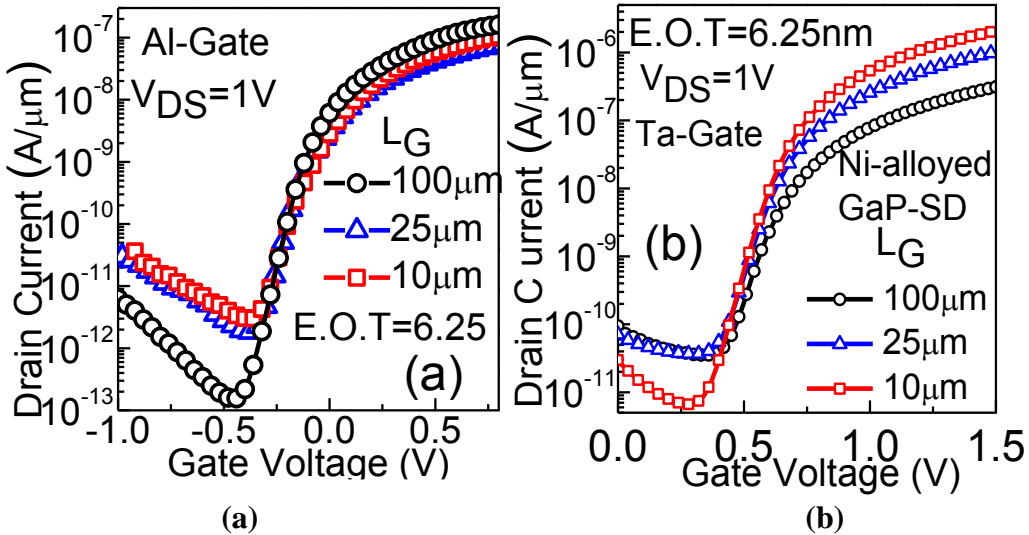 Al-Gate
V_DS=1V
L_G
100μm
25μm
10μm
E.O.T=6.25
(a)
10^-7
10^-8
10^-9
10^-10
10^-11
10^-12
10^-13
-1.0 -0.5 0.0 0.5
Drain Current (A/μm)
Gate Voltage (V)
(a)
E.O.T=6.25nm
V_DS=1V
Ta-Gate
Ni-alloyed
GaP-SD
(b)
L_G
100μm
25μm
10μm
10^-6
10^-7
10^-8
10^-9
10^-10
10^-11
0.0 0.5 1.0 1.5
Drain C urrent (A/μm)
Gate Voltage (V)
(b)